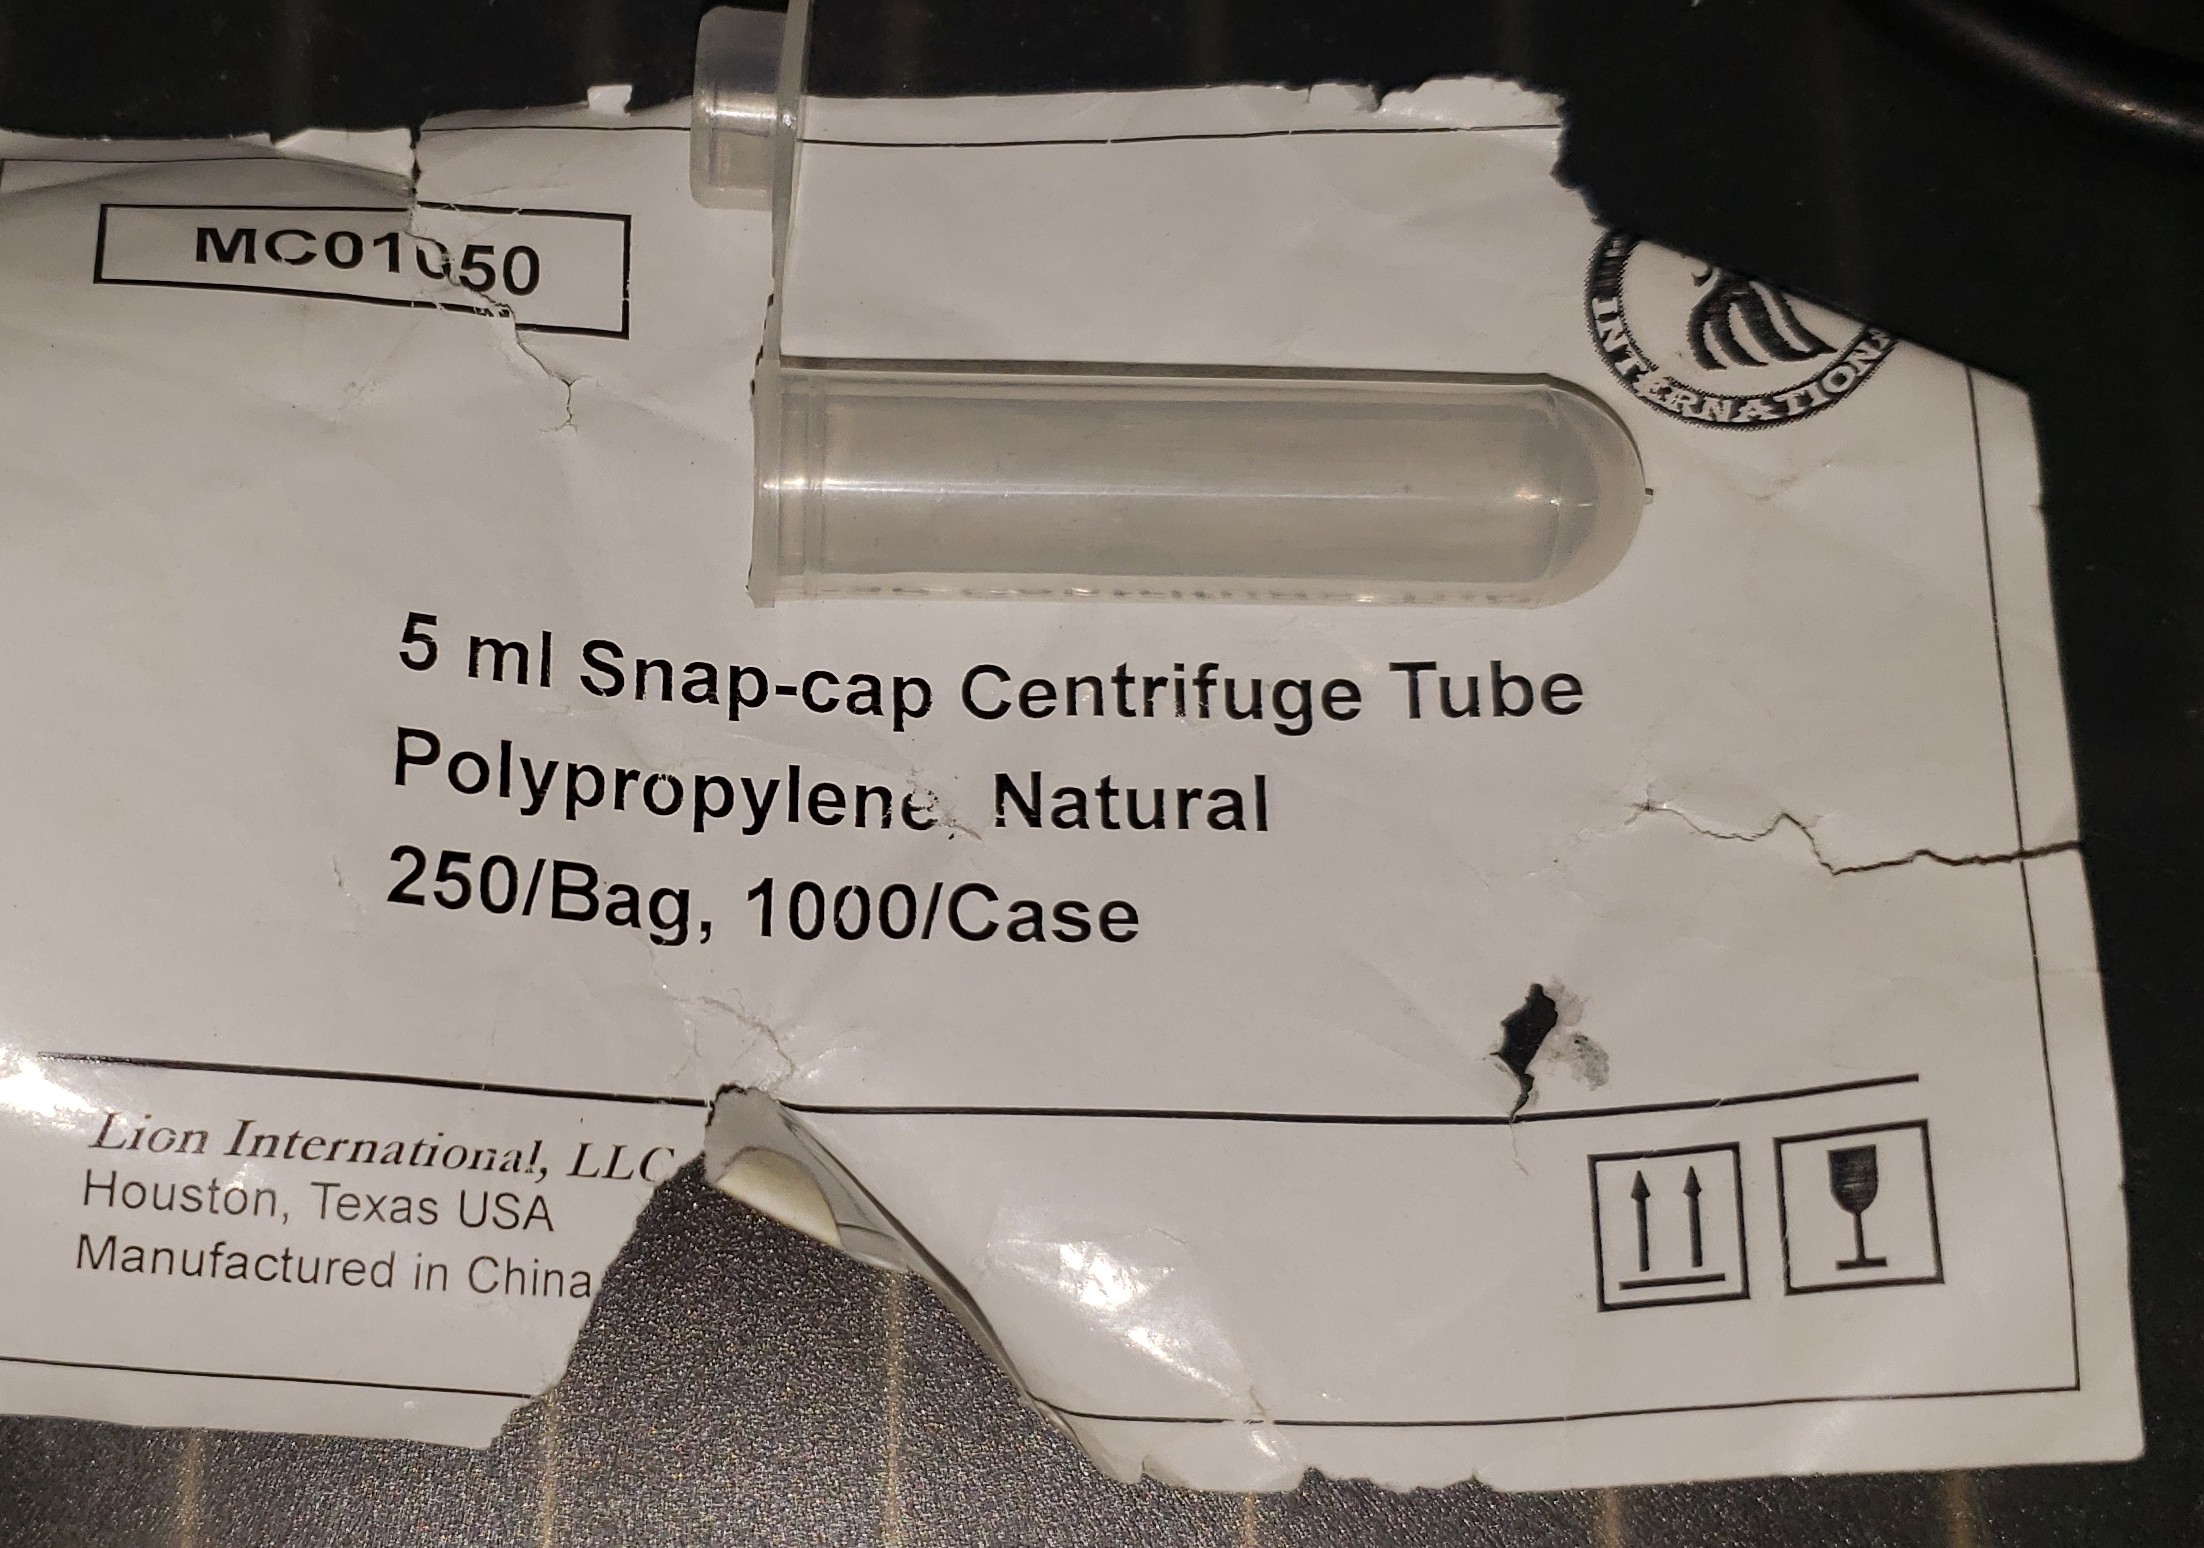 MC01050
INTERNATIONAL
5 ml Snap-cap Centrifuge Tube
Polypropylene, Natural
250/Bag, 1000/Case
Lion International, LLC
Houston, Texas USA
Manufactured in China